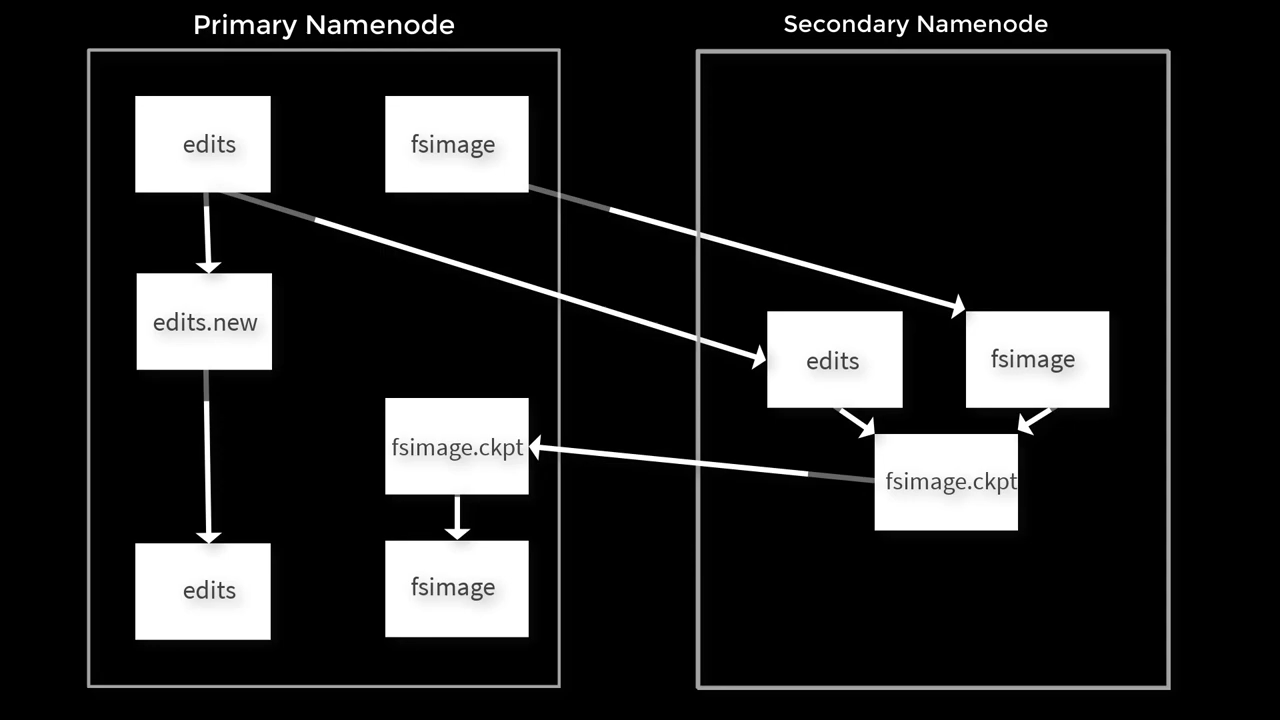 Primary Namenode
Secondary Namenode
edits
fsimage
edits.new
edits
fsimage
fsimage.ckpt
fsimage.ckpt
edits
fsimage